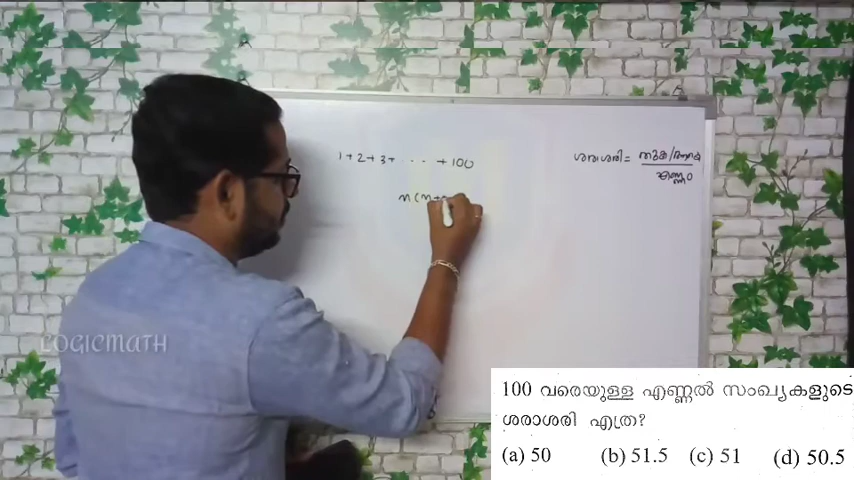 1+2+3+ ... +100
n(n+
ശരാശരി =
എണ്ണം
LOGICMATH
100 വരെയുള്ള എണ്ണൽ സംഖ്യകളുടെ
ശരാശരി എത്ര?
(a) 50 (b) 51.5 (c) 51 (d) 50.5